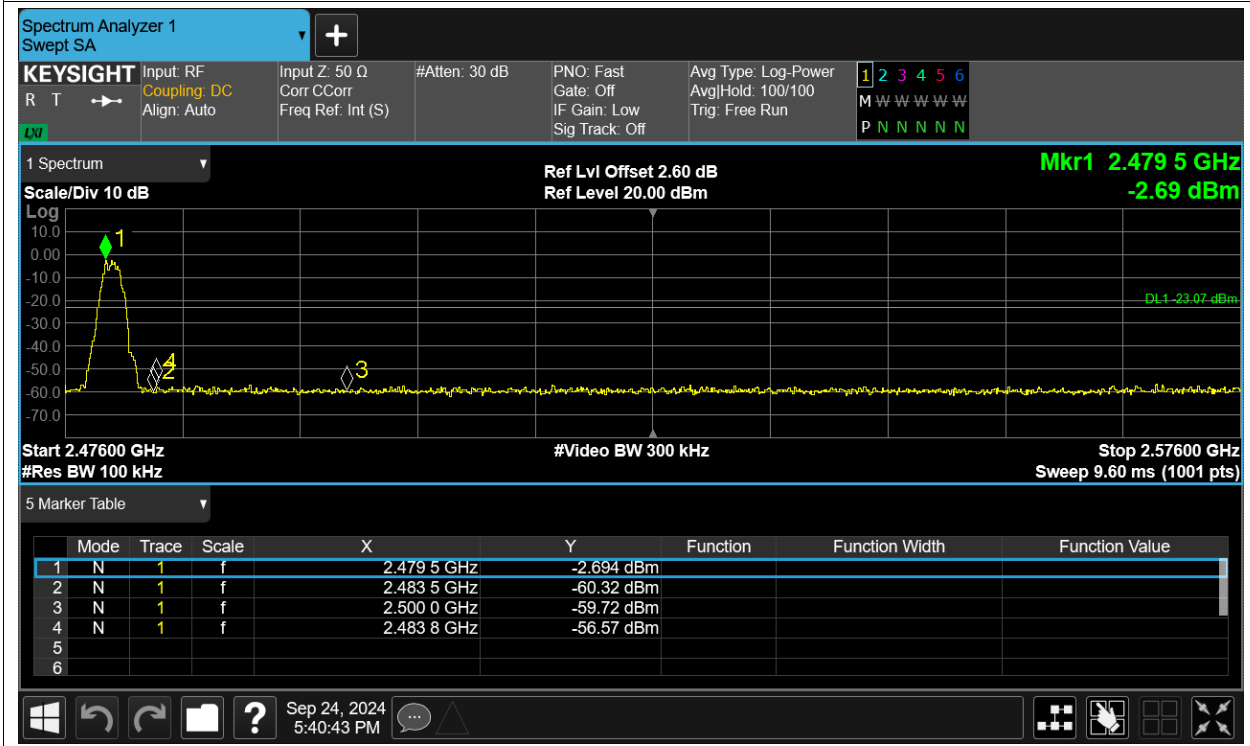 Spectrum Analyzer 1
Swept SA
+
KEYSIGHT Input: RF Input Z: 50 Ω #Atten: 30 dB PNO: Fast Avg Type: Log-Power 1 2 3 4 5 6
R T Coupling: DC Corr CCorr Gate: Off Avg|Hold: 100/100 M W W W W W
Align: Auto Freq Ref: Int (S) IF Gain: Low Trig: Free Run
LXI Sig Track: Off P N N N N N
1 Spectrum Ref Lvl Offset 2.60 dB Mkr1 2.479 5 GHz
Scale/Div 10 dB Ref Level 20.00 dBm -2.69 dBm
Log
10.0
1
0.00
-10.0
-20.0 DL1 -23.07 dBm
-30.0
-40.0
4
-50.0 2 3
-60.0
-70.0
Start 2.47600 GHz #Video BW 300 kHz Stop 2.57600 GHz
#Res BW 100 kHz Sweep 9.60 ms (1001 pts)
5 Marker Table
Mode Trace Scale X Y Function Function Width Function Value
1 N 1 f 2.479 5 GHz -2.694 dBm
2 N 1 f 2.483 5 GHz -60.32 dBm
3 N 1 f 2.500 0 GHz -59.72 dBm
4 N 1 f 2.483 8 GHz -56.57 dBm
5
6
? Sep 24, 2024
5:40:43 PM